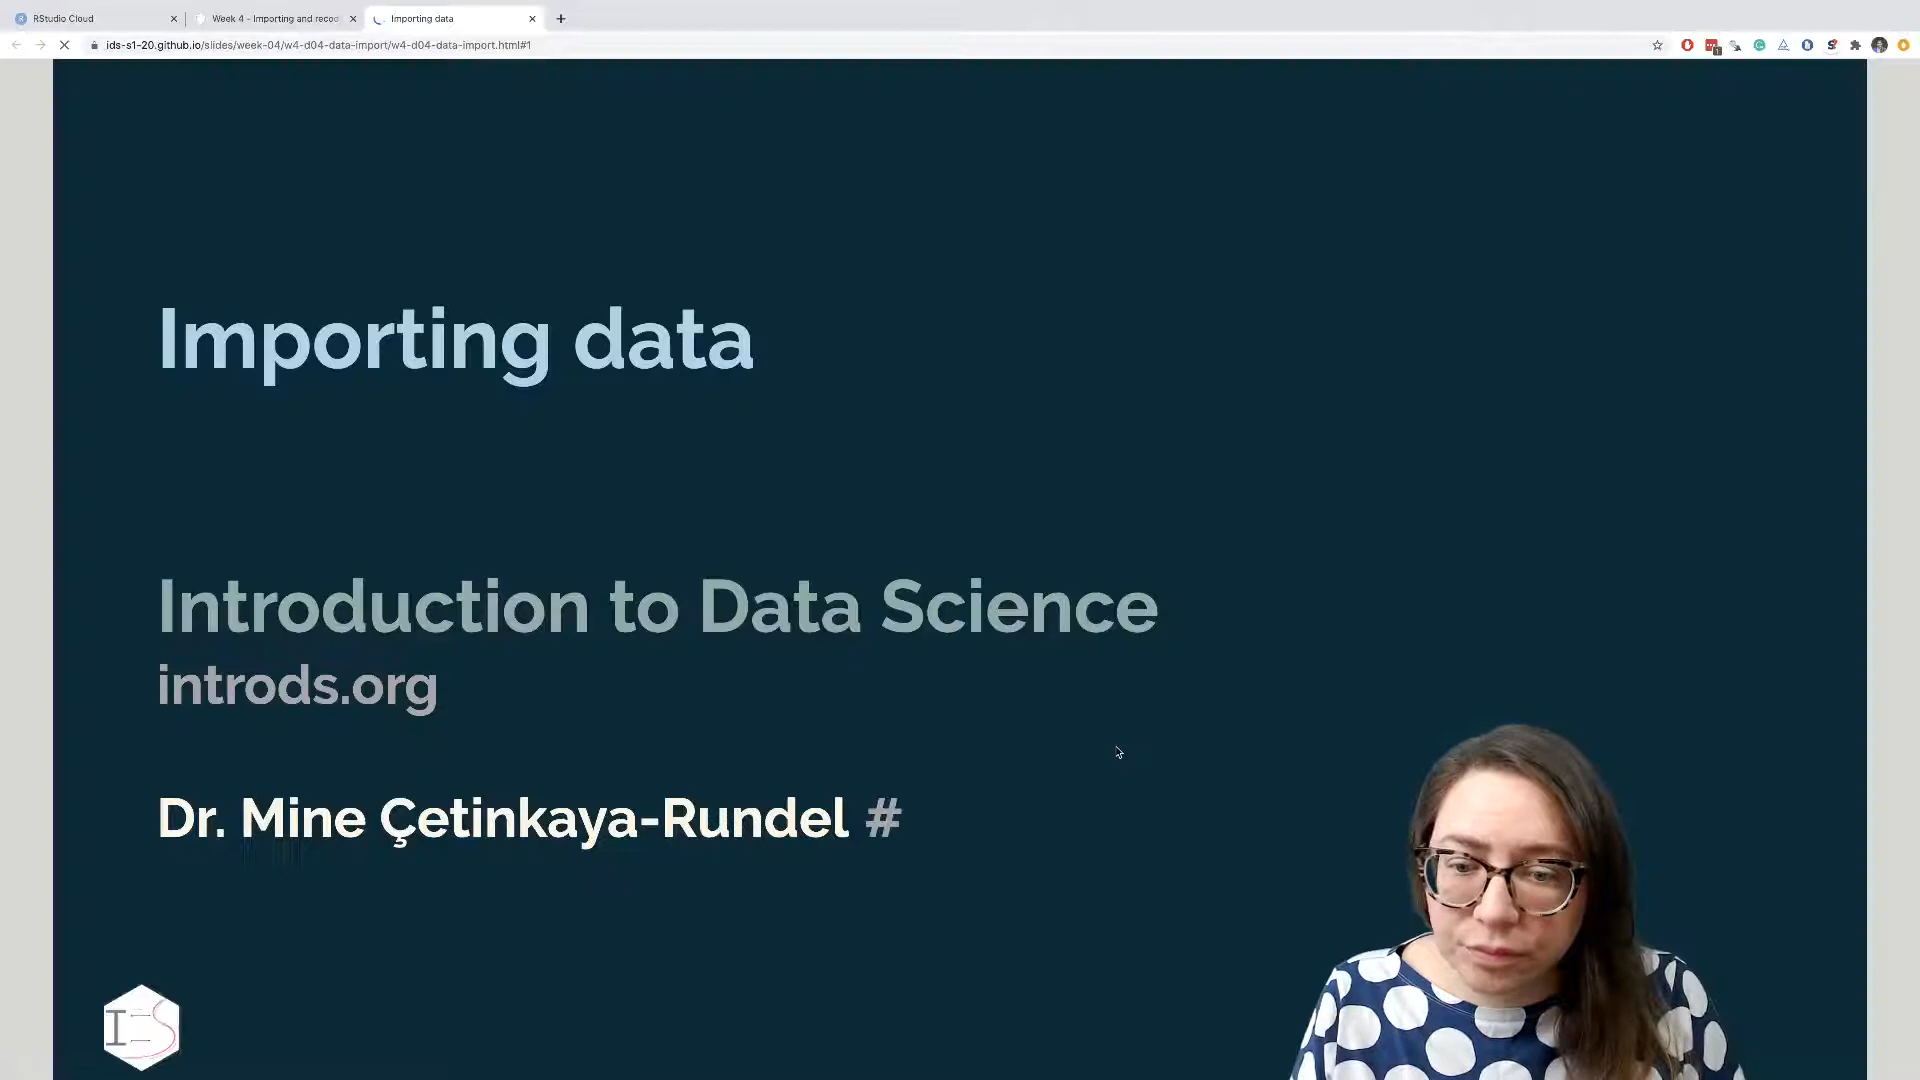 RStudio Cloud
Week 4 - Importing and recod
Importing data
ids-s1-20.github.io/slides/week-04/w4-d04-data-import/w4-d04-data-import.html#1
Importing data
Introduction to Data Science
introds.org
Dr. Mine Çetinkaya-Rundel #
IDS